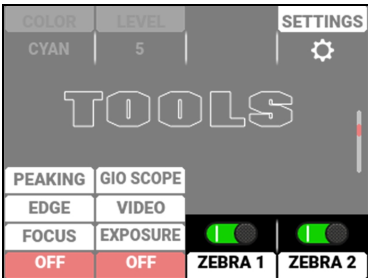 COLOR LEVEL SETTINGS
CYAN 5
TOOLS
PEAKING GIO SCOPE
EDGE VIDEO
FOCUS EXPOSURE
OFF OFF ZEBRA 1 ZEBRA 2